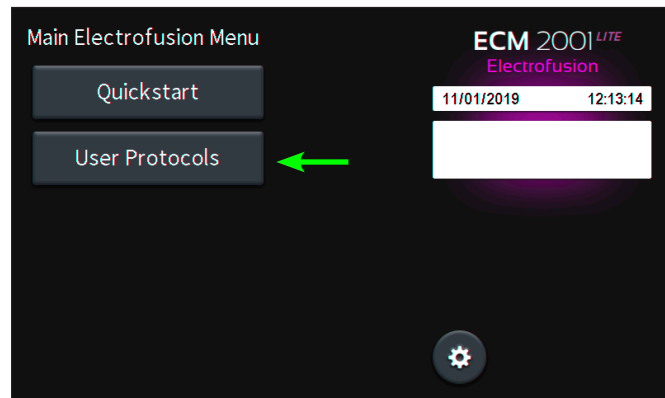 Main Electrofusion Menu
Quickstart
User Protocols
ECM 2001 LITE
Electrofusion
11/01/2019 12:13:14